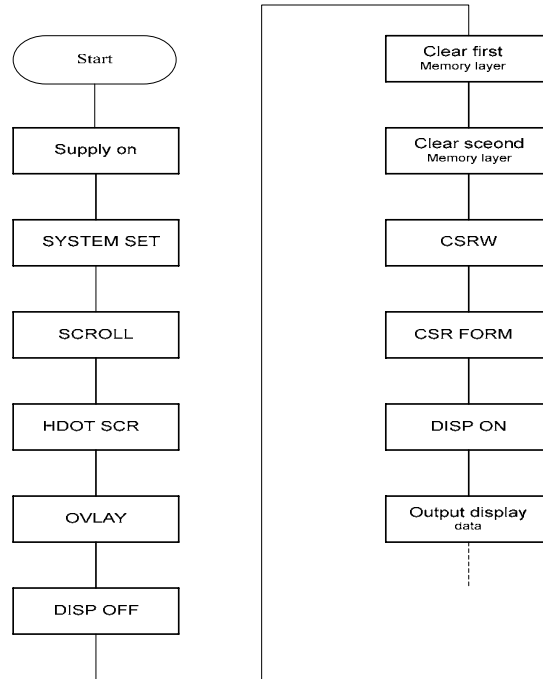 Start
Supply on
SYSTEM SET
SCROLL
HDOT SCR
OVLAY
DISP OFF
Clear first
Memory layer
Clear sceond
Memory layer
CSRW
CSR FORM
DISP ON
Output display
data